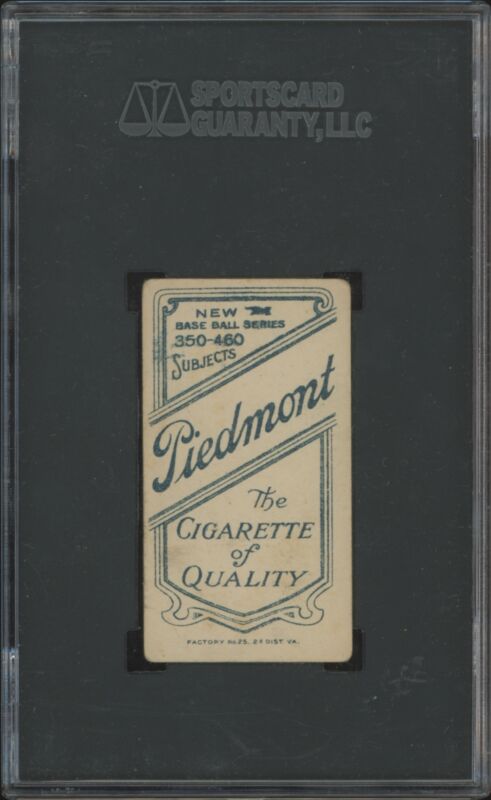 SPORTSCARD
GUARANTY, LLC
NEW
BASE BALL SERIES
350-460
SUBJECTS
Piedmont
The
CIGARETTE
of
QUALITY
FACTORY No 25, 2d DIST. VA.